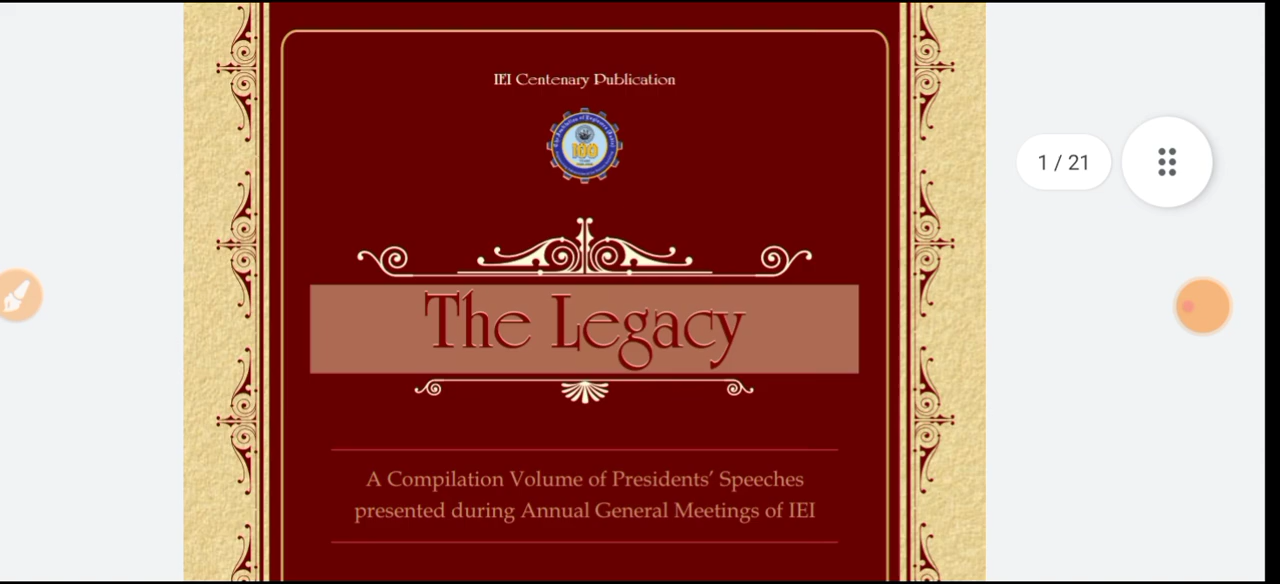 IEI Centenary Publication
100
1 / 21
The Legacy
A Compilation Volume of Presidents’ Speeches
presented during Annual General Meetings of IEI